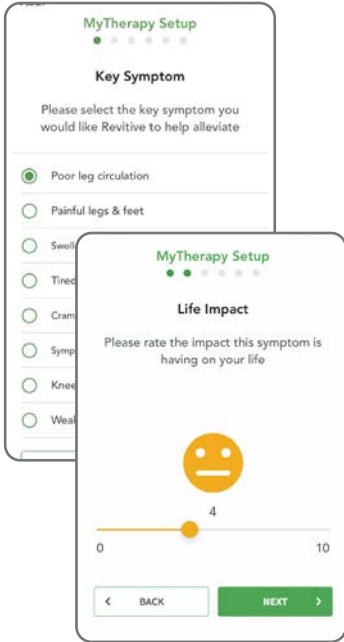 MyTherapy Setup
Key Symptom
Please select the key symptom you
would like Revitive to help alleviate
Poor leg circulation
Painful legs & feet
MyTherapy Setup
Life Impact
Please rate the impact this symptom is
having on your life
4
0
10
BACK
NEXT